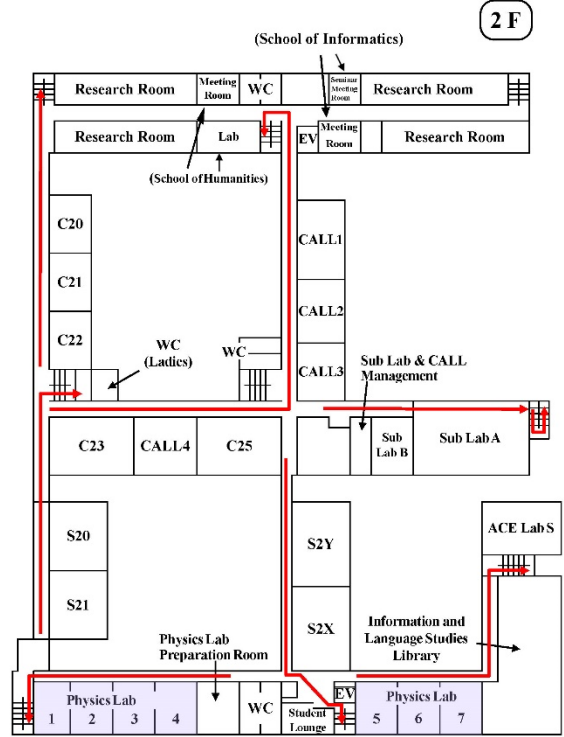 2 F
(School of Informatics)
Research Room
Meeting
Room
WC
Seminar
Meeting
Room
Research Room
Research Room
Lab
EV
Meeting
Room
Research Room
(School of Humanities)
C20
C21
C22
CALL1
CALL2
CALL3
WC
(Ladies)
WC
Sub Lab & CALL
Management
C23
CALL4
C25
Sub
Lab B
Sub Lab A
S20
S21
S2Y
S2X
ACE Lab S
Physics Lab
Preparation Room
Information and
Language Studies
Library
Physics Lab
1
2
3
4
WC
Student
Lounge
EV
Physics Lab
5
6
7